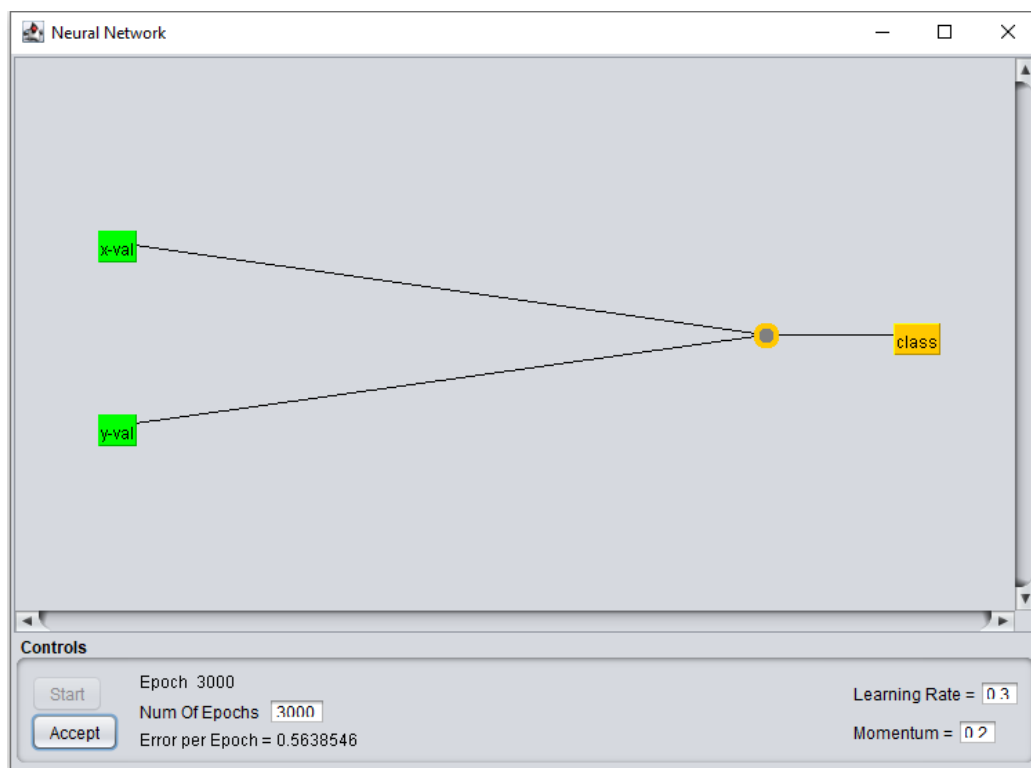 Neural Network
x-val
class
y-val
Controls
Start
Accept
Epoch 3000
Num Of Epochs 3000
Error per Epoch = 0.5638546
Learning Rate = 0.3
Momentum = 0.2